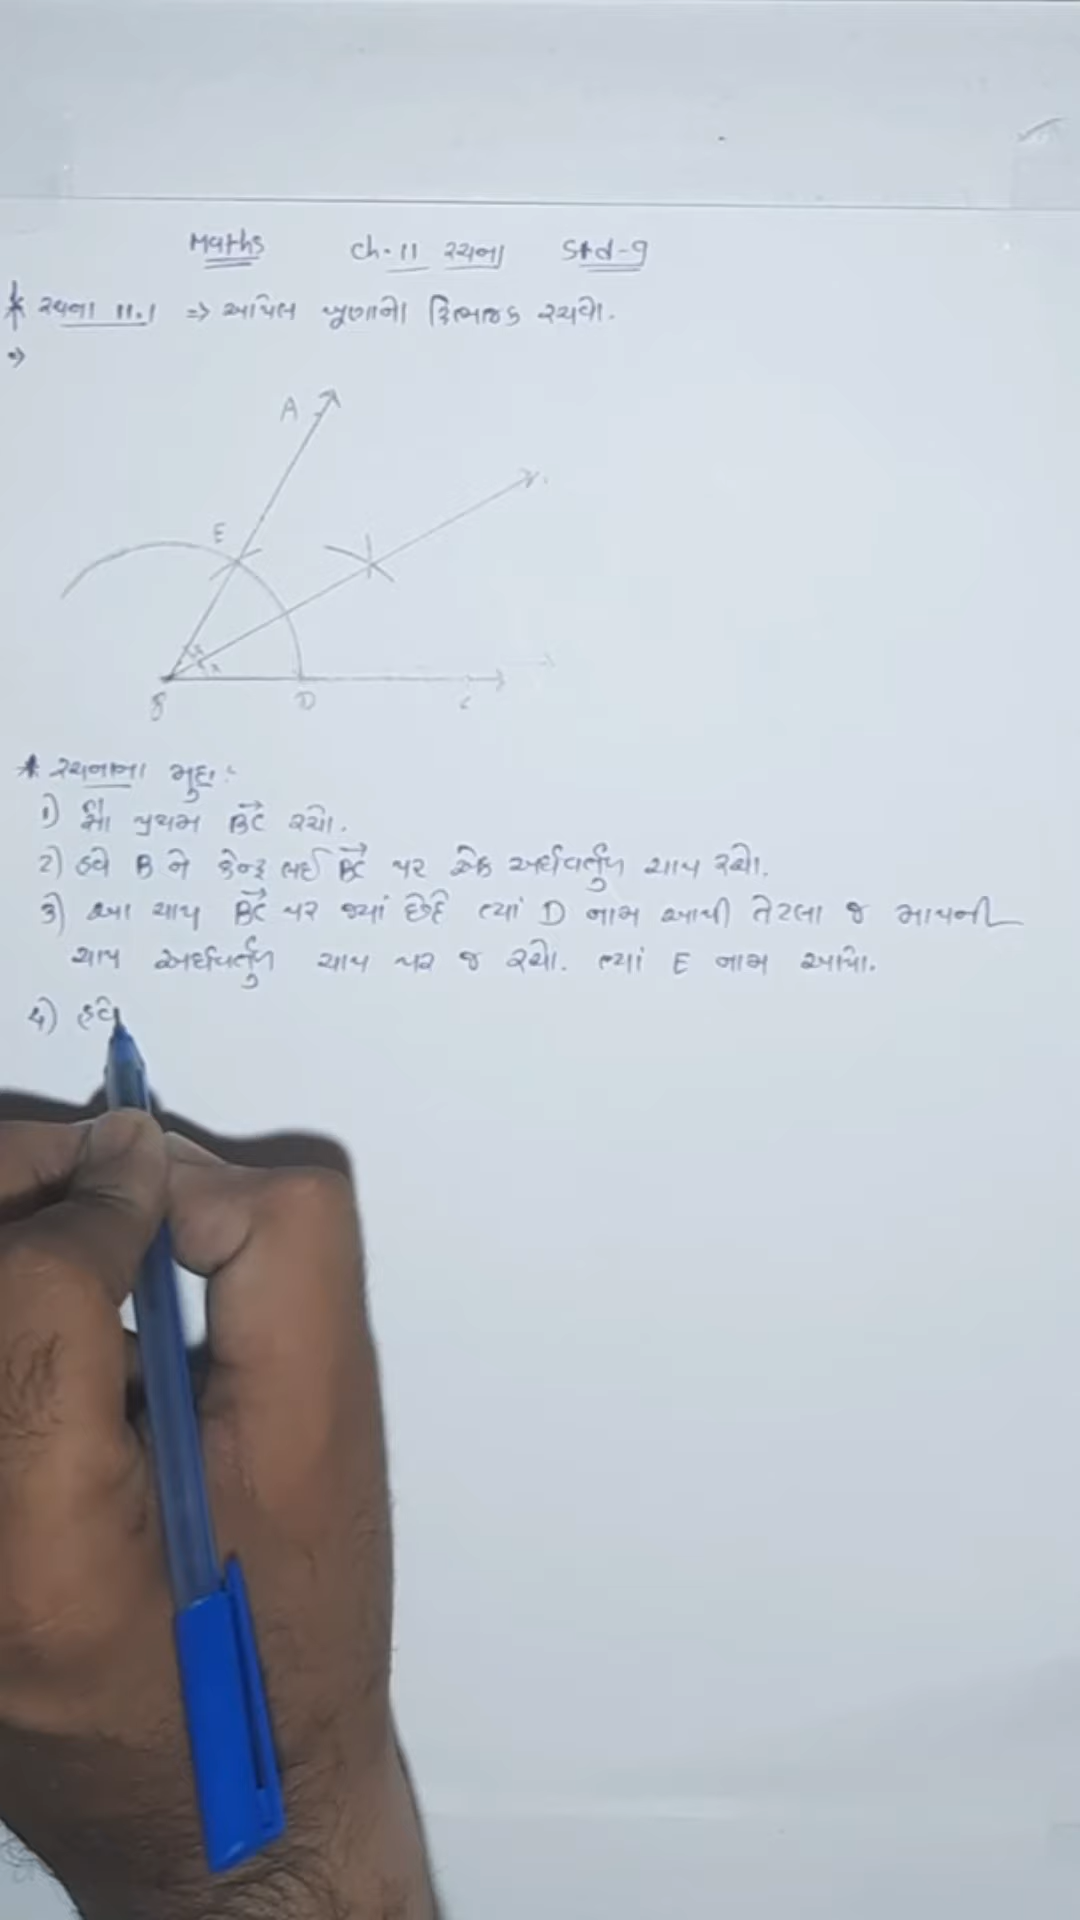 Maths ch-11 રચના Std-9
* રચના 11.1 => આપેલ ખૂણાનો દ્વિભાજક રચવો.
=>
A
E
B D C
* રચનાના મુદ્દા :
1) સૌ પ્રથમ BC રચો.
2) હવે B ને કેન્દ્ર લઈ BC પર એક અર્ધવર્તુળ ચાપ રચો.
3) આ ચાપ BC પર જ્યાં છેદે ત્યાં D નામ આપી તેટલા જ માપની
ચાપ અર્ધવર્તુળ ચાપ પર જ રચો. ત્યાં E નામ આપો.
4) હવે